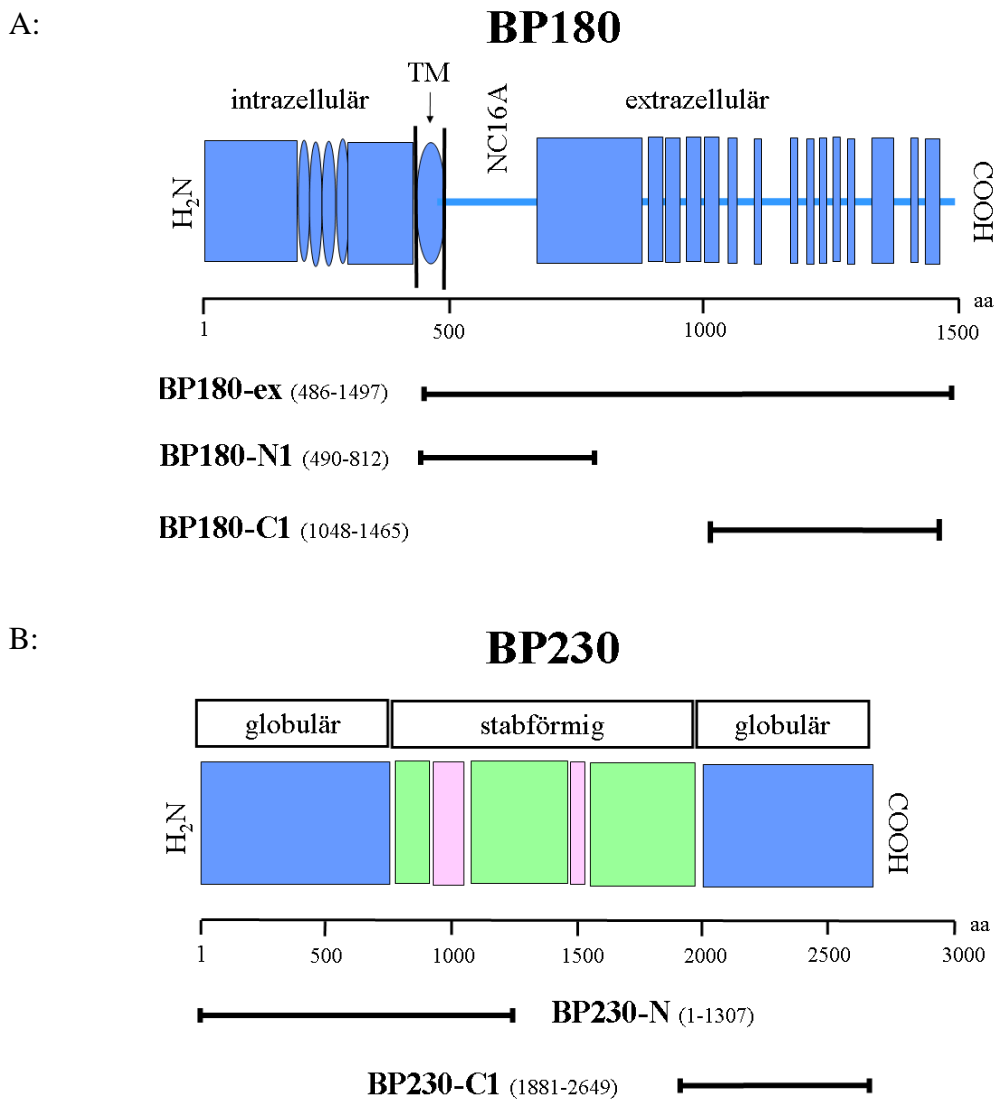 A:
BP180
TM
intrazellulär
NC16A
extrazellulär
H₂N
COOH
aa
1 500 1000 1500
BP180-ex (486-1497)
BP180-N1 (490-812)
BP180-C1 (1048-1465)
B:
BP230
globulär stabförmig globulär
H₂N
COOH
aa
1 500 1000 1500 2000 2500 3000
BP230-N (1-1307)
BP230-C1 (1881-2649)